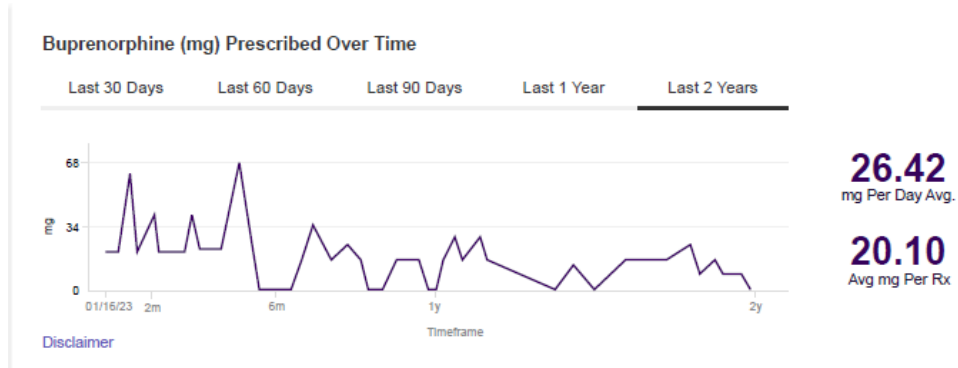 Buprenorphine (mg) Prescribed Over Time
Last 30 Days Last 60 Days Last 90 Days Last 1 Year Last 2 Years
68
34
0
mg
01/16/23 2m 6m 1y 2y
Timeframe
26.42
mg Per Day Avg.
20.10
Avg mg Per Rx
Disclaimer